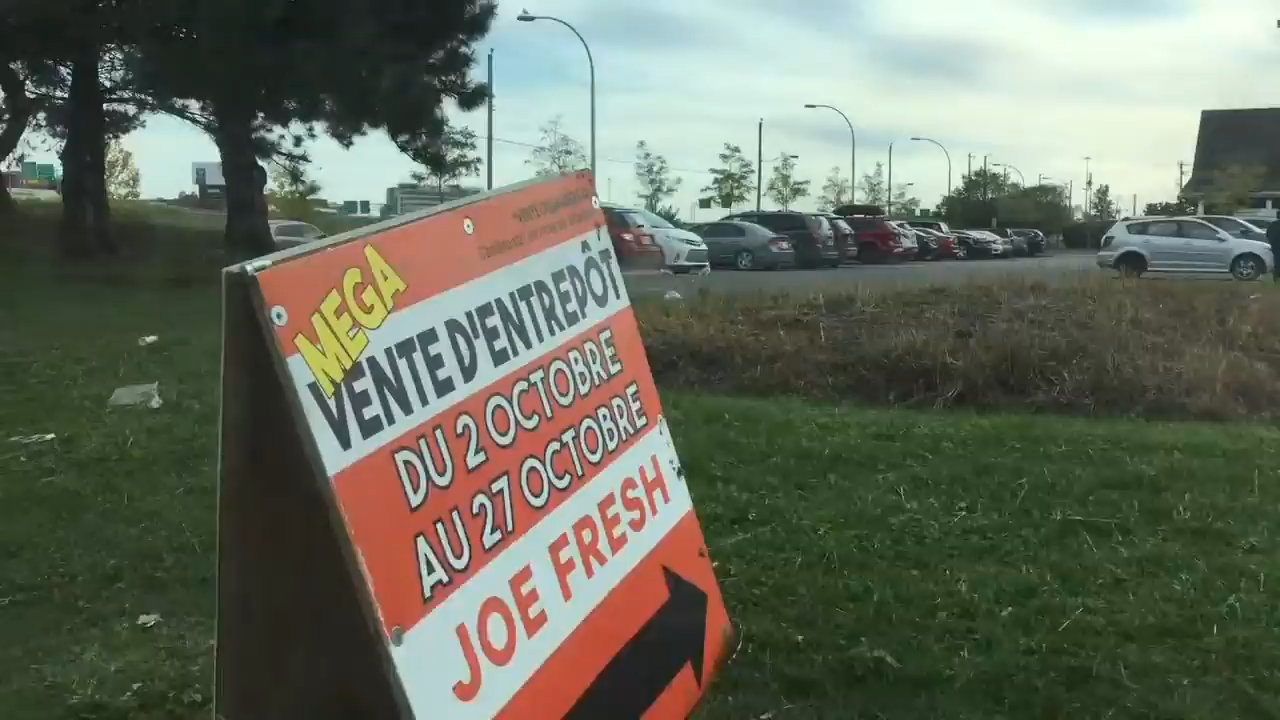 MEGA
VENTE D'ENTREPÔT
DU 2 OCTOBRE
AU 27 OCTOBRE
JOE FRESH